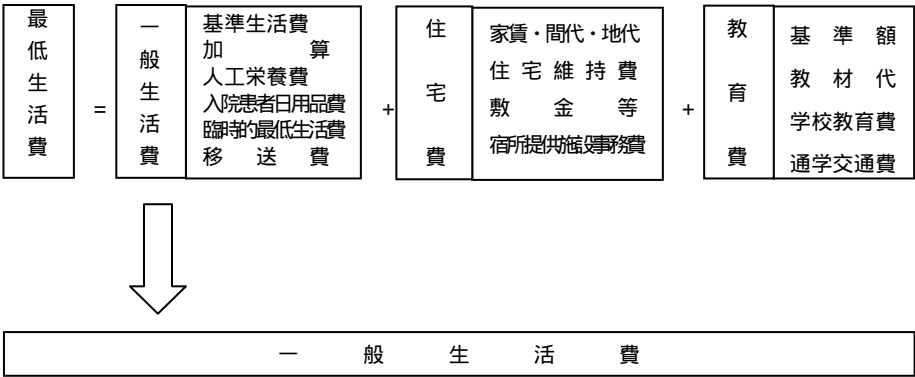 最低生活費
=
一般生活費
基準生活費
加算
人工栄養費
入院患者日用品費
臨時的最低生活費
移送費
+
住宅費
家賃・間代・地代
住宅維持費
敷金等
宿所提供施設事務費
+
教育費
基準額
教材代
学校教育費
通学交通費
一般生活費